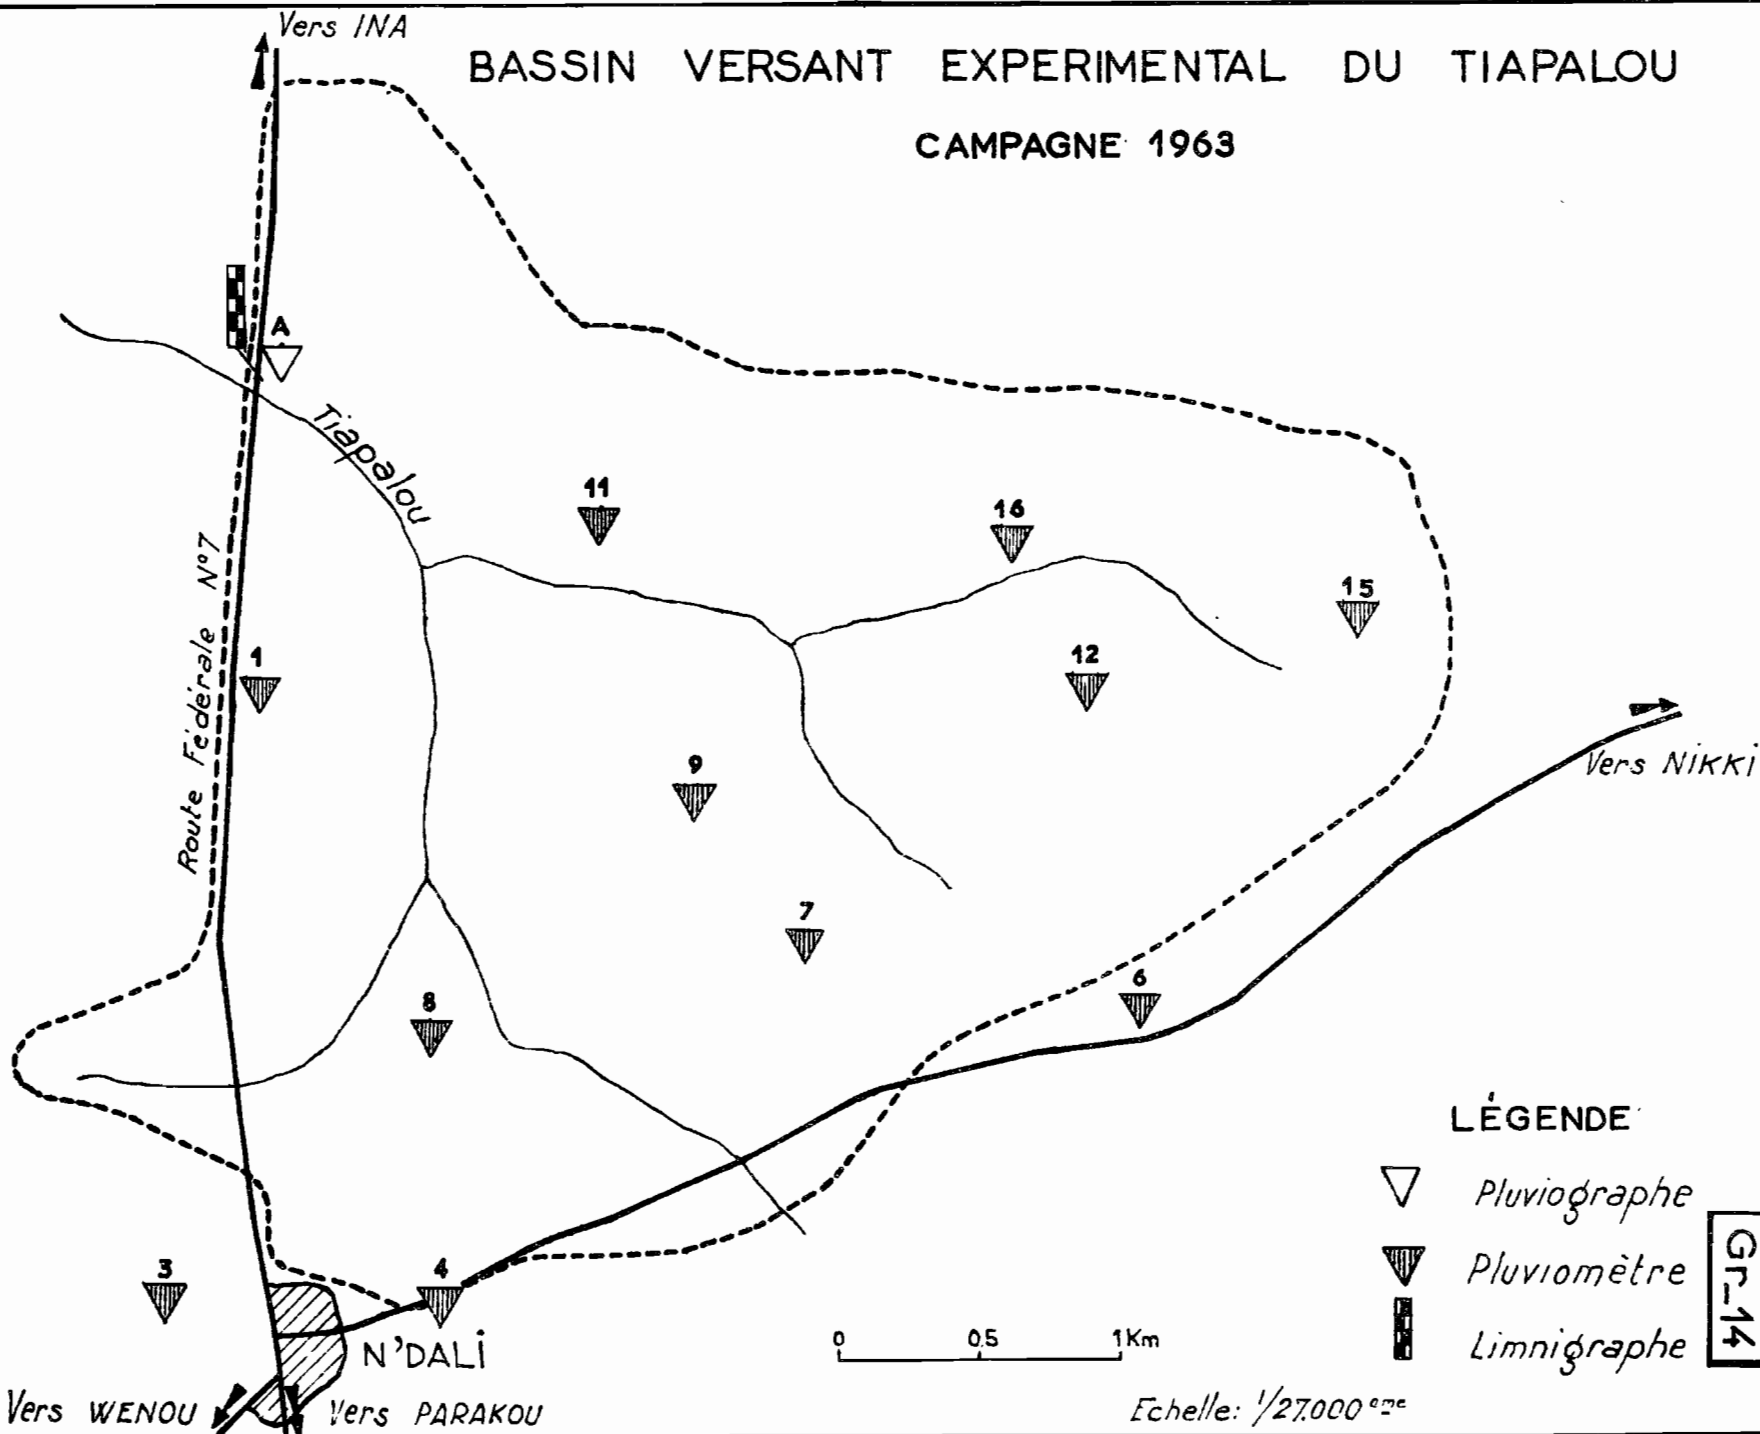 Vers INA
BASSIN VERSANT EXPERIMENTAL DU TIAPALOU
CAMPAGNE 1963
A
Tiapalou
11
16
15
Route Fédérale N°7
1
12
Vers NIKKI
9
7
6
8
LÉGENDE
Pluviographe
Pluviomètre
Limnigraphe
Gr_14
3
4
N'DALI
0 0.5 1Km
Vers WENOU
Vers PARAKOU
Echelle: 1/27.000ème